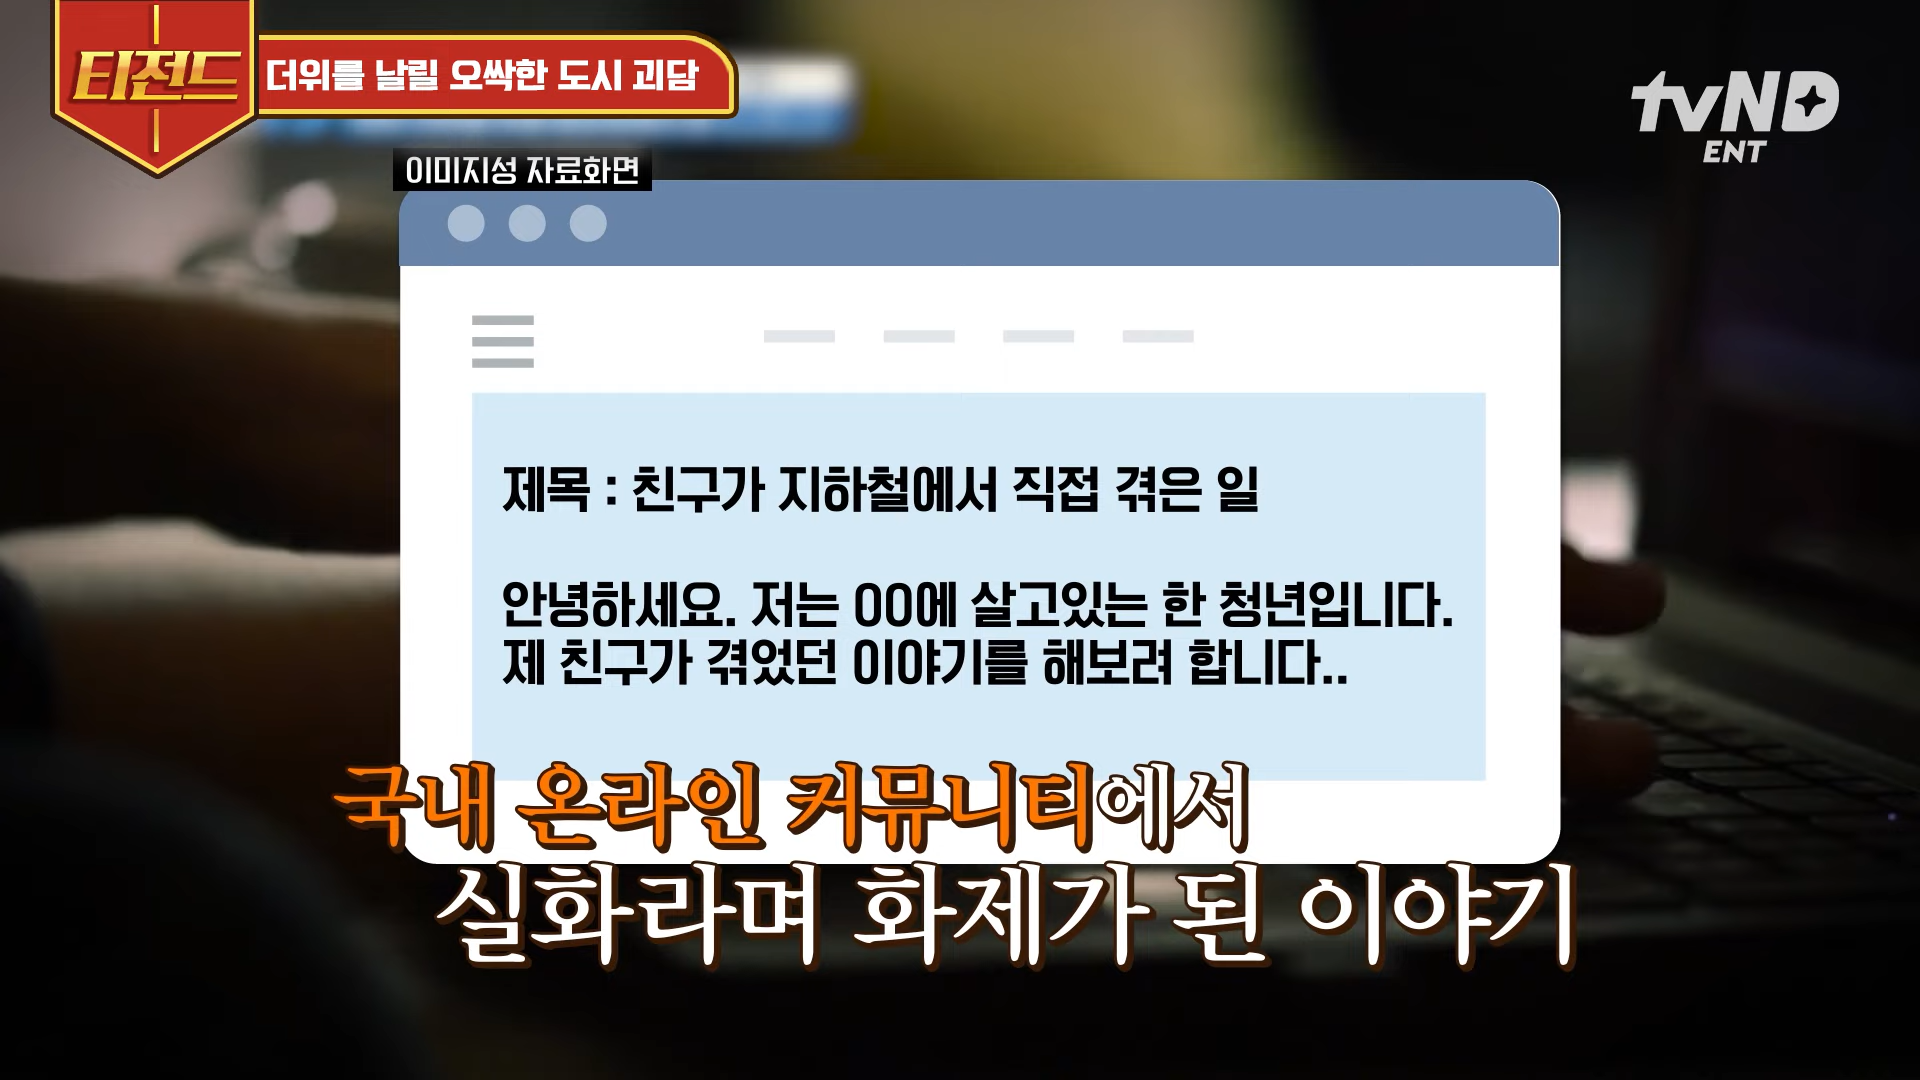 티전드
더위를 날릴 오싹한 도시 괴담
tvN D
ENT
이미지성 자료화면
제목 : 친구가 지하철에서 직접 겪은 일
안녕하세요. 저는 OO에 살고있는 한 청년입니다.
제 친구가 겪었던 이야기를 해보려 합니다..
국내 온라인 커뮤니티에서
실화라며 화제가 된 이야기